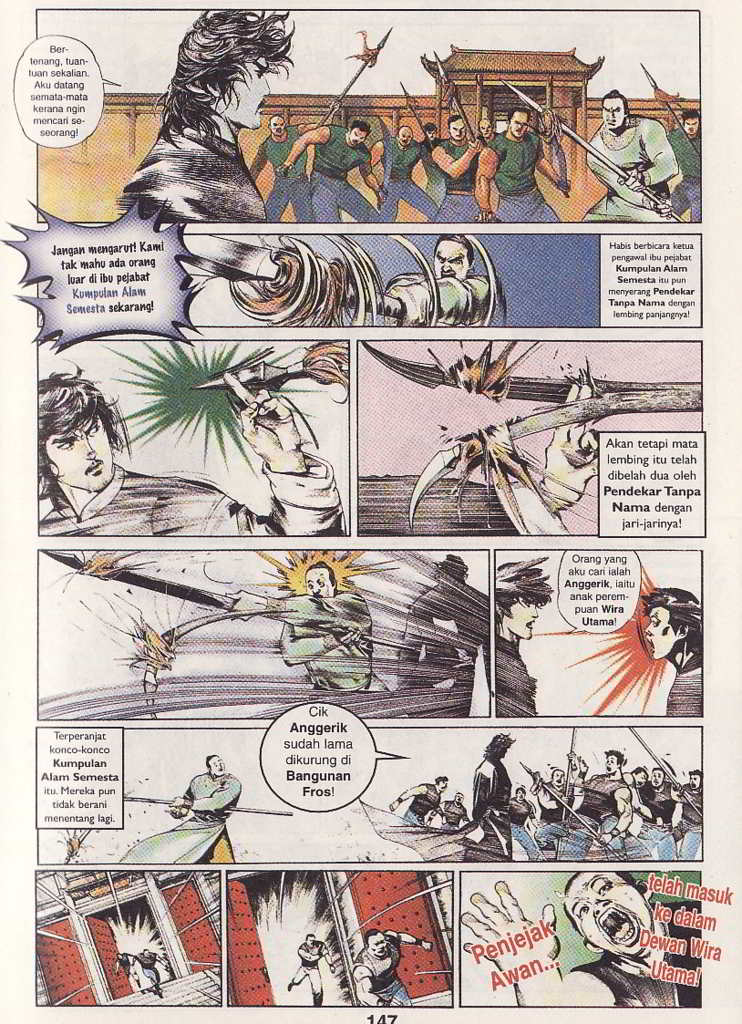 Ber-
tenang, tuan-
tuan sekalian.
Aku datang
semata-mata
kerana ingin
mencari se-
seorang!
Jangan mengarut! Kami
tak mahu ada orang
luar di ibu pejabat
Kumpulan Alam
Semesta sekarang!
Habis berbicara ketua
pengawal ibu pejabat
Kumpulan Alam
Semesta itu pun
menyerang Pendekar
Tanpa Nama dengan
lembing panjangnya!
Akan tetapi mata
lembing itu telah
dibelah dua oleh
Pendekar Tanpa
Nama dengan
jari-jarinya!
Orang yang
aku cari ialah
Anggerik, iaitu
anak perem-
puan Wira
Utama!
Terperanjat
konco-konco
Kumpulan
Alam Semesta
itu. Mereka pun
tidak berani
menentang lagi.
Cik
Anggerik
sudah lama
dikurung di
Bangunan
Fros!
Penjejak
Awan...
telah masuk
ke dalam
Dewan Wira
Utama!
147